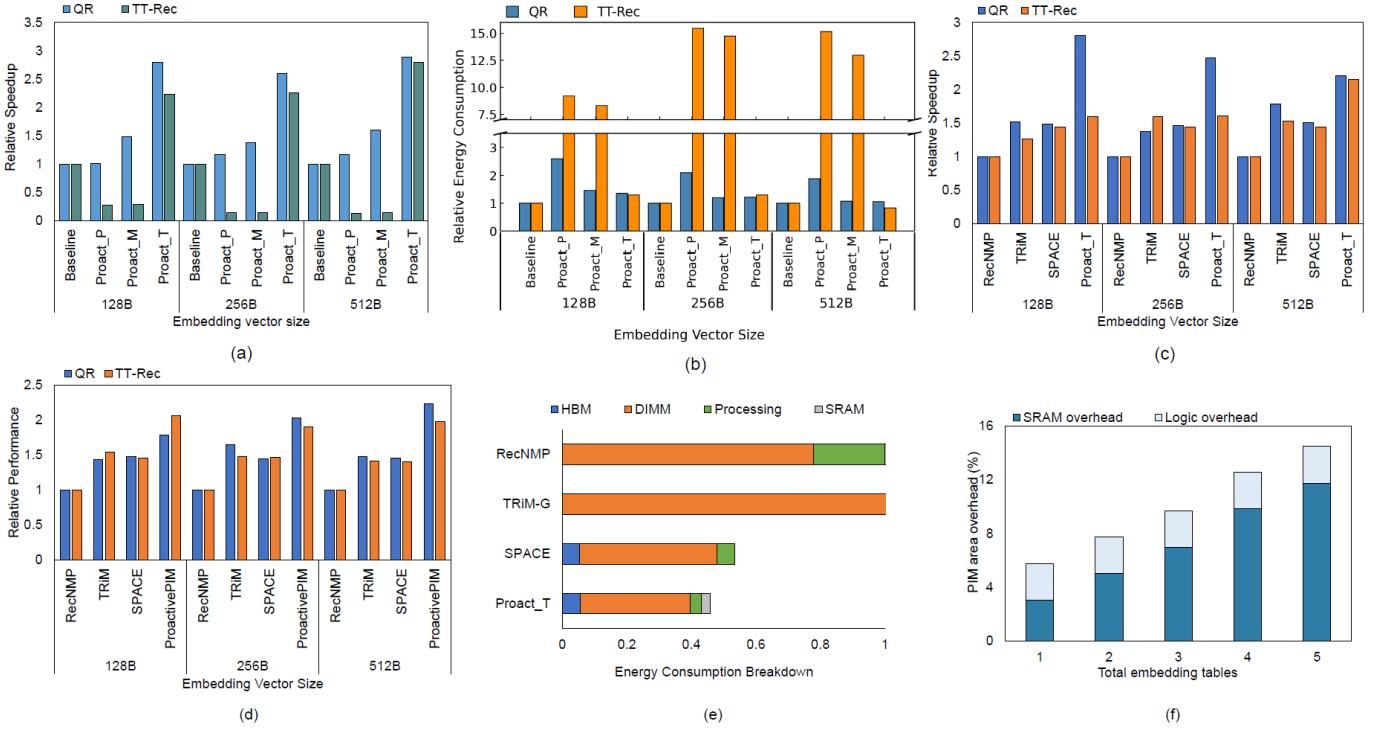 QR TT-Rec
Relative Speedup
3.5
3
2.5
2
1.5
1
0.5
0
Baseline Proact_P Proact_M Proact_T Baseline Proact_P Proact_M Proact_T Baseline Proact_P Proact_M Proact_T
128B 256B 512B
Embedding vector size
(a)
QR TT-Rec
Relative Energy Consumption
15.0
12.5
10.0
7.5
3
2
1
0
Baseline Proact_P Proact_M Proact_T Baseline Proact_P Proact_M Proact_T Baseline Proact_P Proact_M Proact_T
128B 256B 512B
Embedding Vector Size
(b)
QR TT-Rec
Relative Speedup
3
2.5
2
1.5
1
0.5
0
RecNMP TRiM SPACE Proact_T RecNMP TRiM SPACE Proact_T RecNMP TRiM SPACE Proact_T
128B 256B 512B
Embedding Vector Size
(c)
QR TT-Rec
Relative Performance
2.5
2
1.5
1
0.5
0
RecNMP TRiM SPACE ProactivePIM RecNMP TRiM SPACE ProactivePIM RecNMP TRiM SPACE ProactivePIM
128B 256B 512B
Embedding Vector Size
(d)
HBM DIMM Processing SRAM
RecNMP
TRiM-G
SPACE
Proact_T
0 0.2 0.4 0.6 0.8 1
Energy Consumption Breakdown
(e)
SRAM overhead Logic overhead
PIM area overhead (%)
16
12
8
4
0
1 2 3 4 5
Total embedding tables
(f)